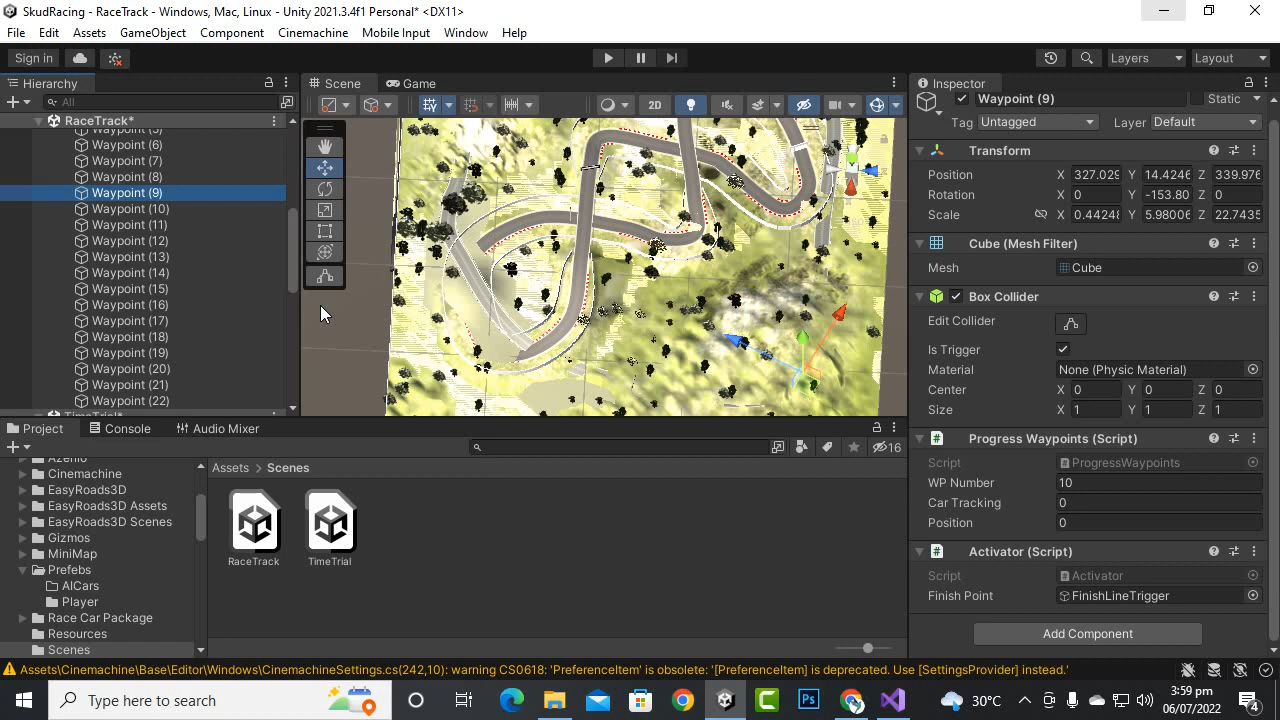 SkudRacing - RaceTrack - Windows, Mac, Linux - Unity 2021.3.4f1 Personal* <DX11>
File Edit Assets GameObject Component Cinemachine Mobile Input Window Help
Sign in Layers Layout
Hierarchy Scene Game Inspector
All 2D Waypoint (9) Static
RaceTrack* Tag Untagged Layer Default
Waypoint (5)
Waypoint (6)
Waypoint (7)
Waypoint (8)
Waypoint (9)
Waypoint (10)
Waypoint (11)
Waypoint (12)
Waypoint (13)
Waypoint (14)
Waypoint (15)
Waypoint (16)
Waypoint (17)
Waypoint (18)
Waypoint (19)
Waypoint (20)
Waypoint (21)
Waypoint (22)
TimeTrial*
Transform
Position X 327.029 Y 14.4246 Z 339.976
Rotation X 0 Y -153.80 Z 0
Scale X 0.44248 Y 5.98006 Z 22.7435
Cube (Mesh Filter)
Mesh Cube
Box Collider
Edit Collider
Is Trigger
Material None (Physic Material)
Center X 0 Y 0 Z 0
Size X 1 Y 1 Z 1
Progress Waypoints (Script)
Script ProgressWaypoints
WP Number 10
Car Tracking 0
Position 0
Activator (Script)
Script Activator
Finish Point FinishLineTrigger
Add Component
Project Console Audio Mixer
16
Azerilo
Cinemachine
EasyRoads3D
EasyRoads3D Assets
EasyRoads3D Scenes
Gizmos
MiniMap
Prefebs
AICars
Player
Race Car Package
Resources
Scenes
Assets > Scenes
RaceTrack TimeTrial
Assets\Cinemachine\Base\Editor\Windows\CinemachineSettings.cs(242,10): warning CS0618: 'PreferenceItem' is obsolete: '[PreferenceItem] is deprecated. Use [SettingsProvider] instead.'
Type here to search 30°C 3:59 pm
06/07/2022
4